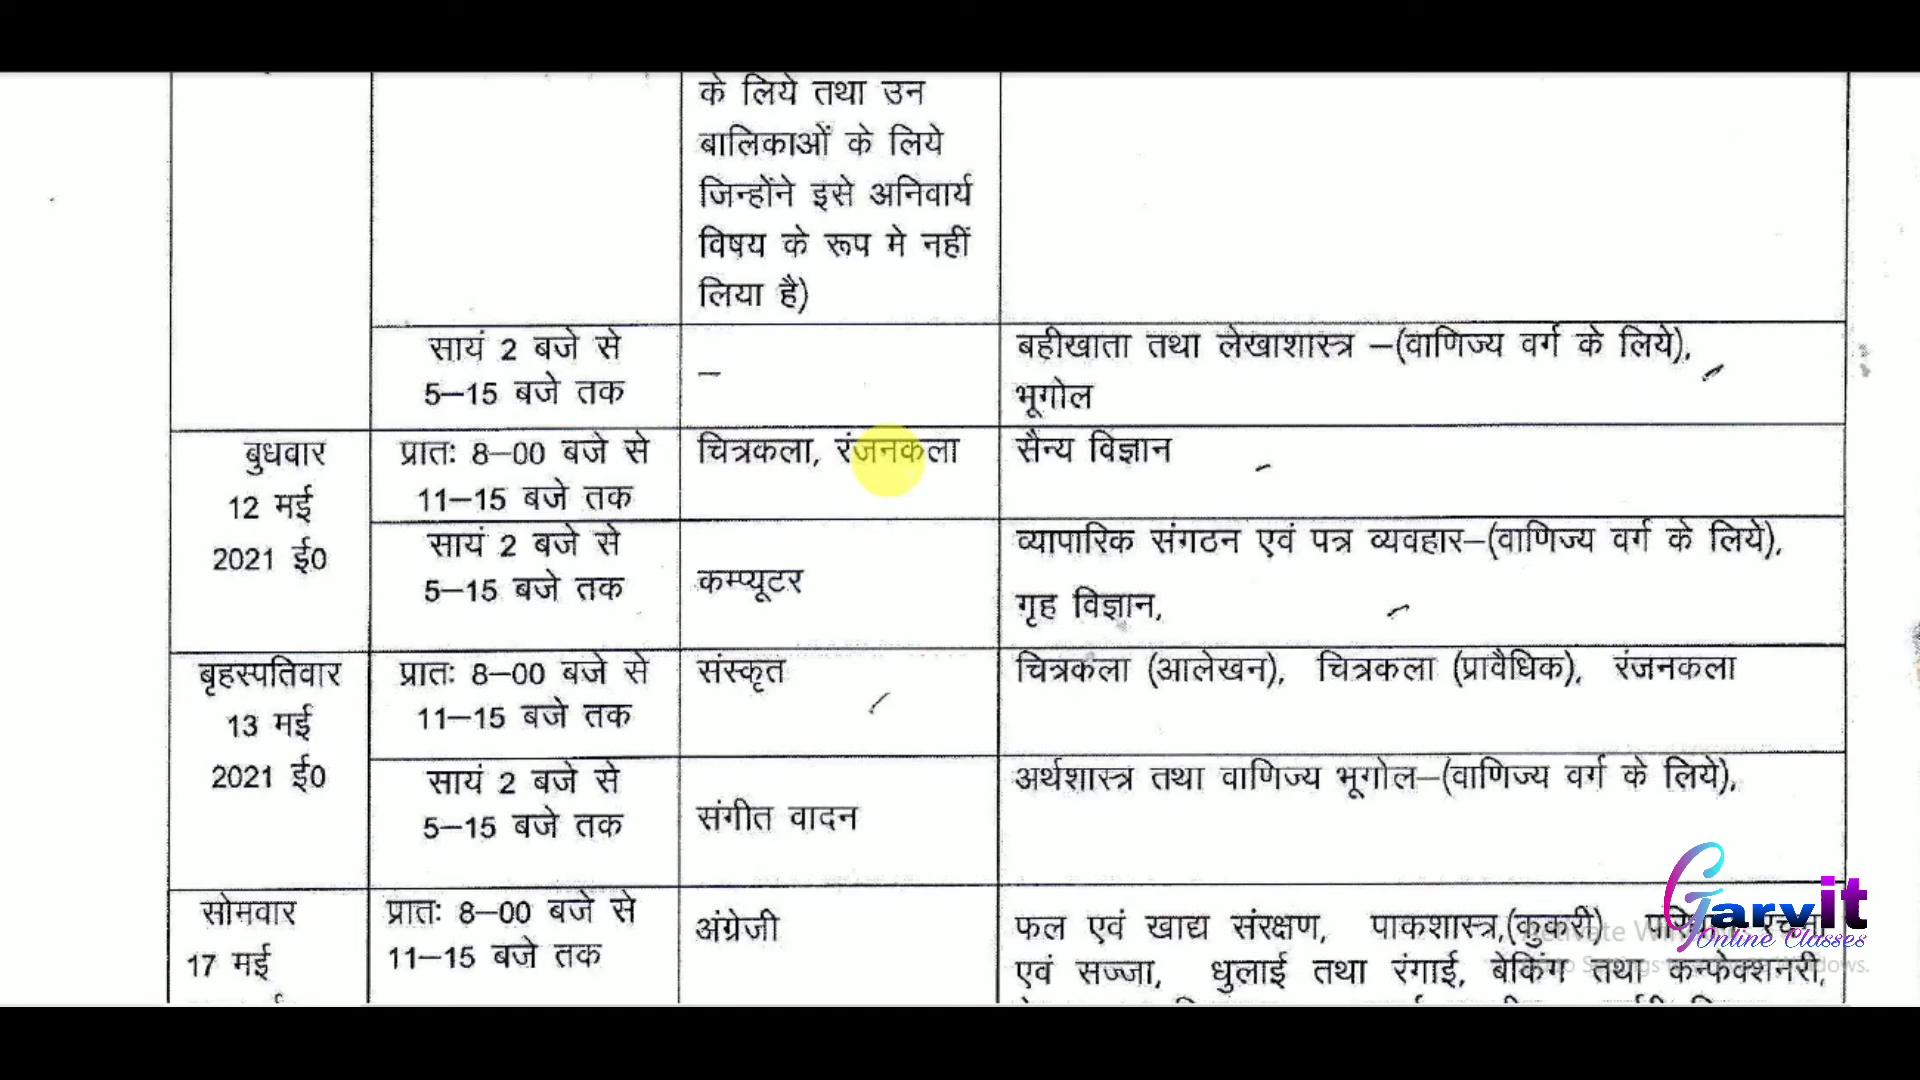 के लिये तथा उन
बालिकाओं के लिये
जिन्होंने इसे अनिवार्य
विषय के रूप मे नहीं
लिया है)
सायं 2 बजे से
5–15 बजे तक
–
बहीखाता तथा लेखाशास्त्र –(वाणिज्य वर्ग के लिये),
भूगोल
बुधवार
12 मई
2021 ई0
प्रातः 8–00 बजे से
11–15 बजे तक
चित्रकला, रंजनकला
सैन्य विज्ञान
सायं 2 बजे से
5–15 बजे तक
कम्प्यूटर
व्यापारिक संगठन एवं पत्र व्यवहार–(वाणिज्य वर्ग के लिये),
गृह विज्ञान,
बृहस्पतिवार
13 मई
2021 ई0
प्रातः 8–00 बजे से
11–15 बजे तक
संस्कृत
चित्रकला (आलेखन), चित्रकला (प्रावैधिक), रंजनकला
सायं 2 बजे से
5–15 बजे तक
संगीत वादन
अर्थशास्त्र तथा वाणिज्य भूगोल–(वाणिज्य वर्ग के लिये),
सोमवार
17 मई
प्रातः 8–00 बजे से
11–15 बजे तक
अंग्रेजी
फल एवं खाद्य संरक्षण, पाकशास्त्र,(कुकरी)
एवं सज्जा, धुलाई तथा रंगाई, बेकिंग तथा कन्फेक्शनरी,
Garvit
Online Classes